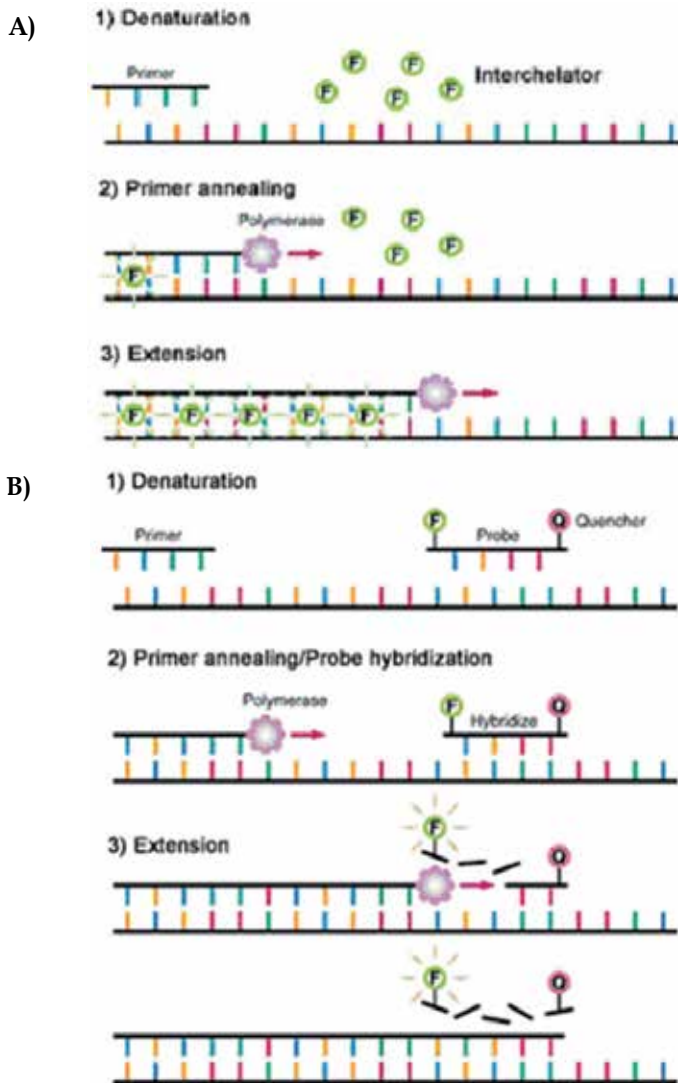 A)
1) Denaturation
Primer
F F F F F
Interchelator
2) Primer annealing
Polymerase
F F F F
F
3) Extension
F F F F F
B)
1) Denaturation
F Q Quencher
Primer Probe
2) Primer annealing/Probe hybridization
Polymerase F Q
Hybridize
F
3) Extension
Q
F Q